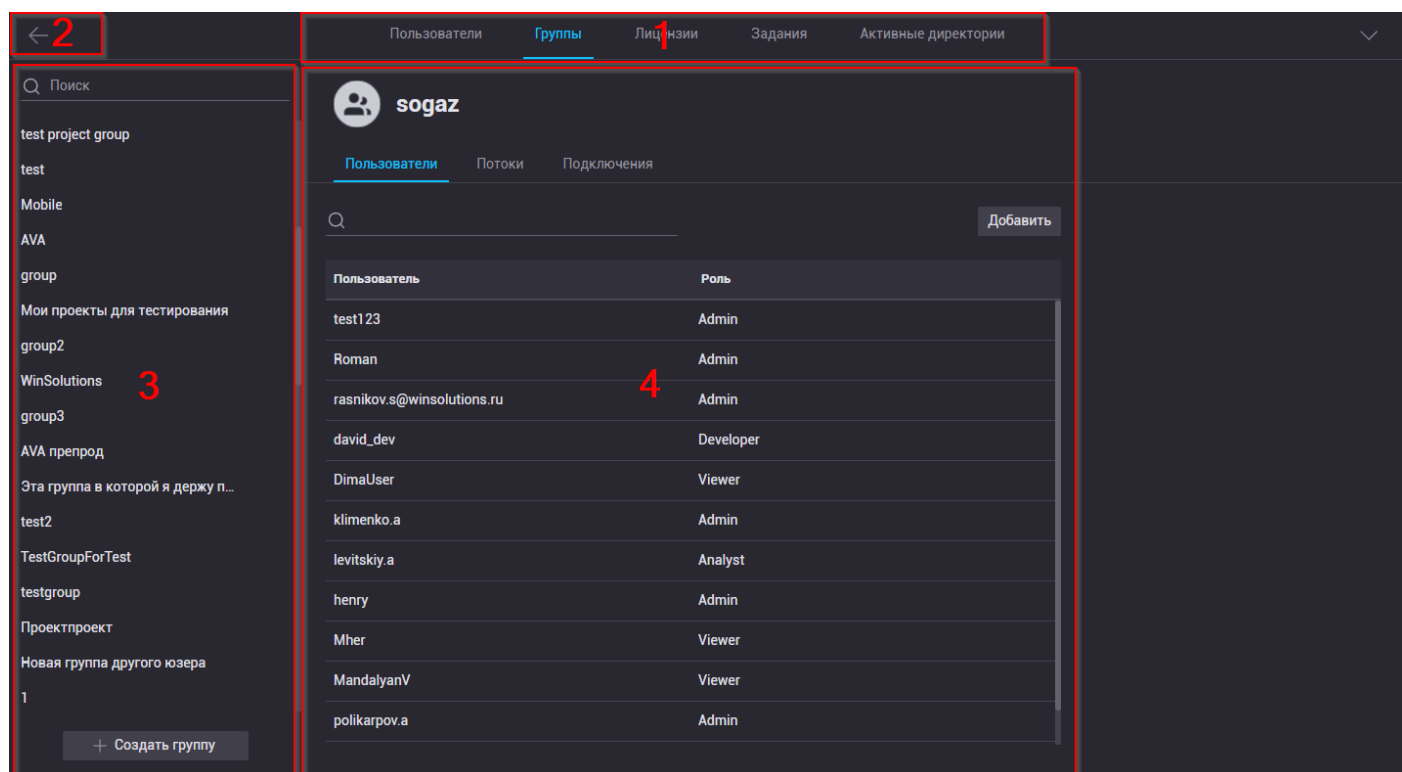 2
Пользователи Группы Лицензии Задания Активные директории
1
Поиск
test project group
test
Mobile
AVA
group
Мои проекты для тестирования
group2
WinSolutions
3
group3
AVA препрод
Эта группа в которой я держу п...
test2
TestGroupForTest
testgroup
Проектпроект
Новая группа другого юзера
1
Создать группу
sogaz
Пользователи Потоки Подключения
Добавить
Пользователь Роль
test123 Admin
Roman Admin
4
rasnikov.s@winsolutions.ru Admin
david_dev Developer
DimaUser Viewer
klimenko.a Admin
levitskiy.a Analyst
henry Admin
Mher Viewer
MandalyanV Viewer
polikarpov.a Admin